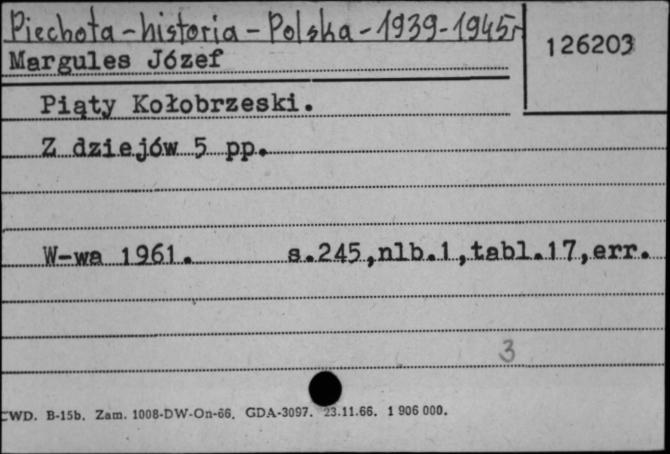 Piechota-historia-Polska-1939-1945r
126203
Margules Józef
Piąty Kołobrzeski.
Z dziejów 5 pp.
W-wa 1961. s.245,nlb.1,tabl.17,err.
3
CWD. B-15b. Zam. 1008-DW-On-66. GDA-3097. 23.11.66. 1 906 000.